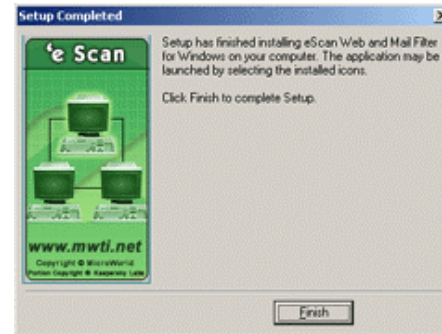 Setup Completed
'e Scan
Setup has finished installing eScan Web and Mail Filter
for Windows on your computer. The application may be
launched by selecting the installed icons.
Click Finish to complete Setup.
www.mwti.net
Copyright © MicroWorld
Portion Copyright © Kaspersky Labs
Finish